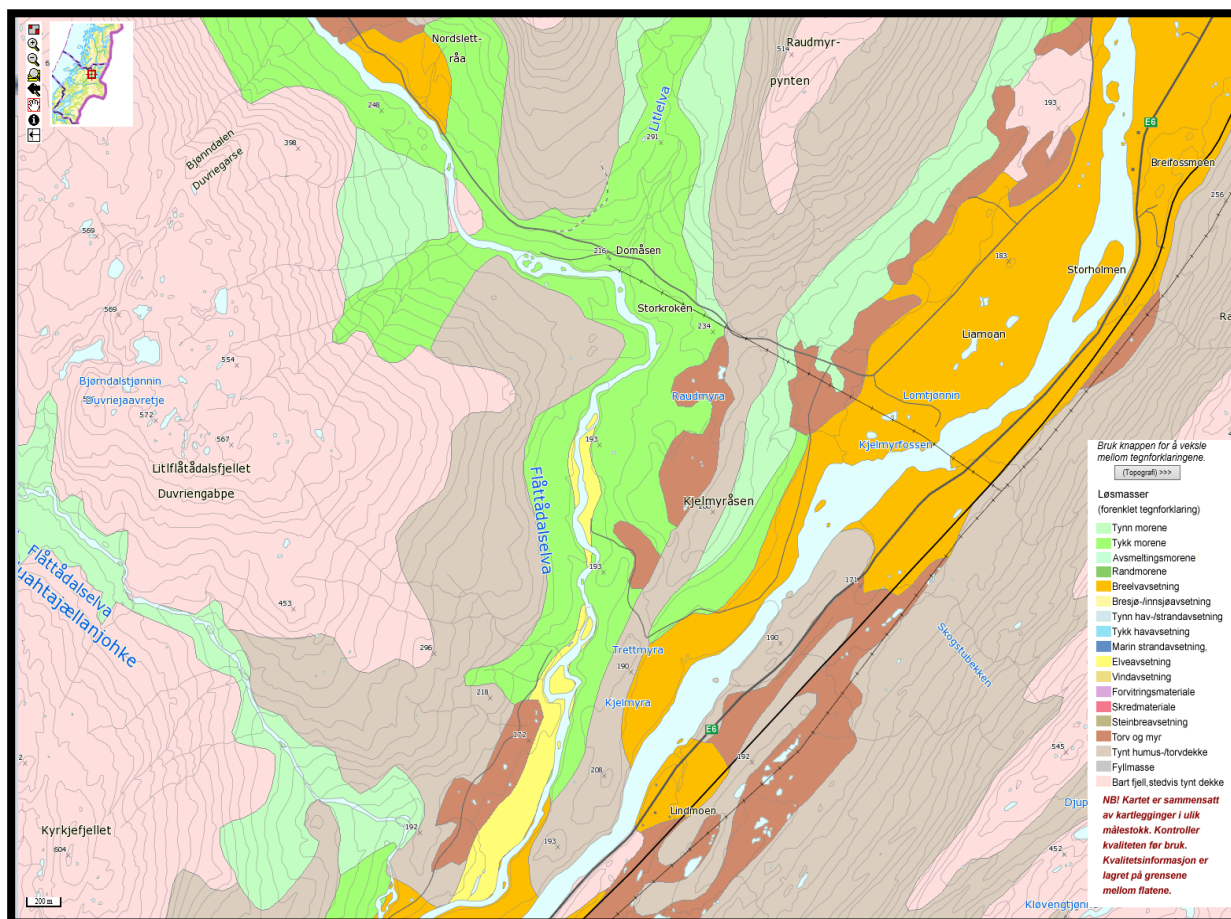 Nordslett-
råa
Raudmyr-
pynten
514
248
Litlelva
291
193
E6
Bjønndalen
Duvriegarse
398
Breifossmoen
256
569
216
Domåsen
183
Storholmen
569
Storkroken
234
Liamoan
554
Bjørndalstjønnin
Duvriejaavretje
572
Raudmyra
Lomtjønnin
567
193
Kjelmyrfossen
Litlflåtådalsfjellet
Duvriengabpe
Flåttådalselva
Kjelmyråsen
Bruk knappen for å veksle
mellom tegnforklaringene.
(Topografi) >>>
Løsmasser
(forenklet tegnforklaring)
Tynn morene
Tykk morene
Avsmeltingsmorene
Randmorene
Breelvavsetning
Bresjø-/innsjøavsetning
Tynn hav-/strandavsetning
Tykk havavsetning
Marin strandavsetning,
Elveavsetning
Vindavsetning
Forvitringsmateriale
Skredmateriale
Steinbreavsetning
Torv og myr
Tynt humus-/torvdekke
Fyllmasse
Bart fjell,stedvis tynt dekke
NB! Kartet er sammensatt
av kartlegginger i ulik
målestokk. Kontroller
kvaliteten før bruk.
Kvalitetsinformasjon er
lagret på grensene
mellom flatene.
Flåttådalselva
uahtajællanjohke
193
171
453
296
Trettmyra
190
190
Skogstubekken
218
Kjelmyra
172
E6
192
545
208
Lindmoen
Djup
192
193
Kyrkjefjellet
604
452
Kløvengtjønn
200 m